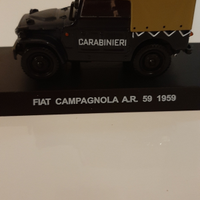 CARABINIERI
FIAT CAMPAGNOLA A.R. 59 1959